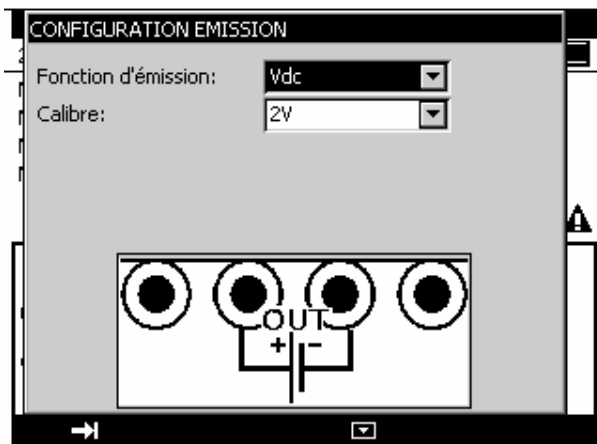 CONFIGURATION EMISSION
Fonction d'émission: Vdc
Calibre: 2V
OUT
+ -